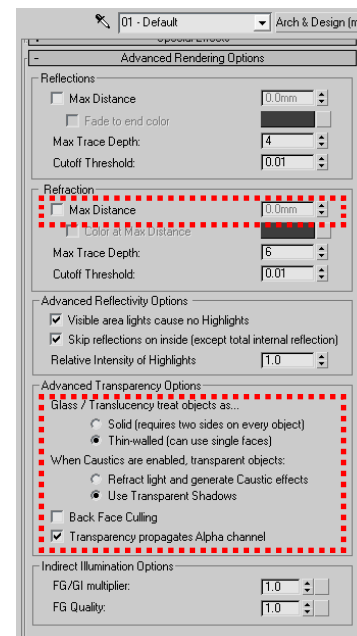 01 - Default Arch & Design (m
Special Effects
- Advanced Rendering Options
Reflections
Max Distance 0.0mm
Fade to end color
Max Trace Depth: 4
Cutoff Threshold: 0.01
Refraction
Max Distance 0.0mm
Color at Max Distance
Max Trace Depth: 6
Cutoff Threshold: 0.01
Advanced Reflectivity Options
Visible area lights cause no Highlights
Skip reflections on inside (except total internal reflection)
Relative Intensity of Highlights 1.0
Advanced Transparency Options
Glass / Translucency treat objects as...
Solid (requires two sides on every object)
Thin-walled (can use single faces)
When Caustics are enabled, transparent objects:
Refract light and generate Caustic effects
Use Transparent Shadows
Back Face Culling
Transparency propagates Alpha channel
Indirect Illumination Options
FG/GI multiplier: 1.0
FG Quality: 1.0